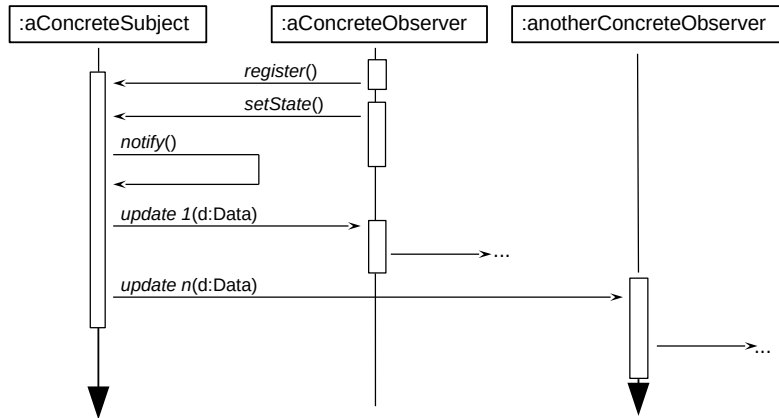 :aConcreteSubject
:aConcreteObserver
:anotherConcreteObserver
register()
setState()
notify()
update 1(d:Data)
...
update n(d:Data)
...